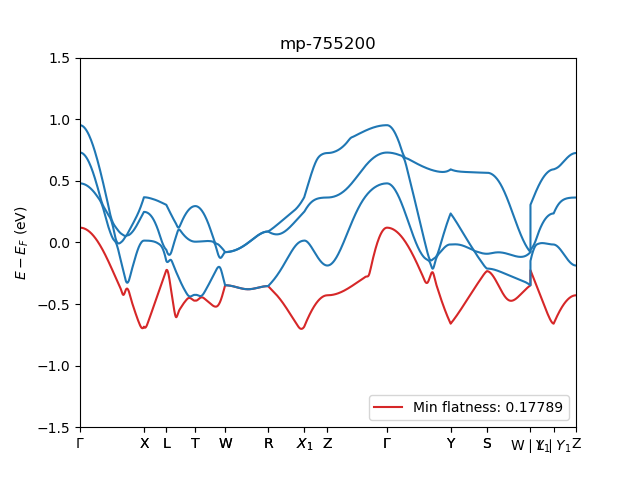 mp-755200
1.5
1.0
0.5
0.0
−0.5
−1.0
−1.5
E − E_F (eV)
Min flatness: 0.17789
Γ X L T W R X₁ Z Γ Y S W | L₁ | Y₁ Z